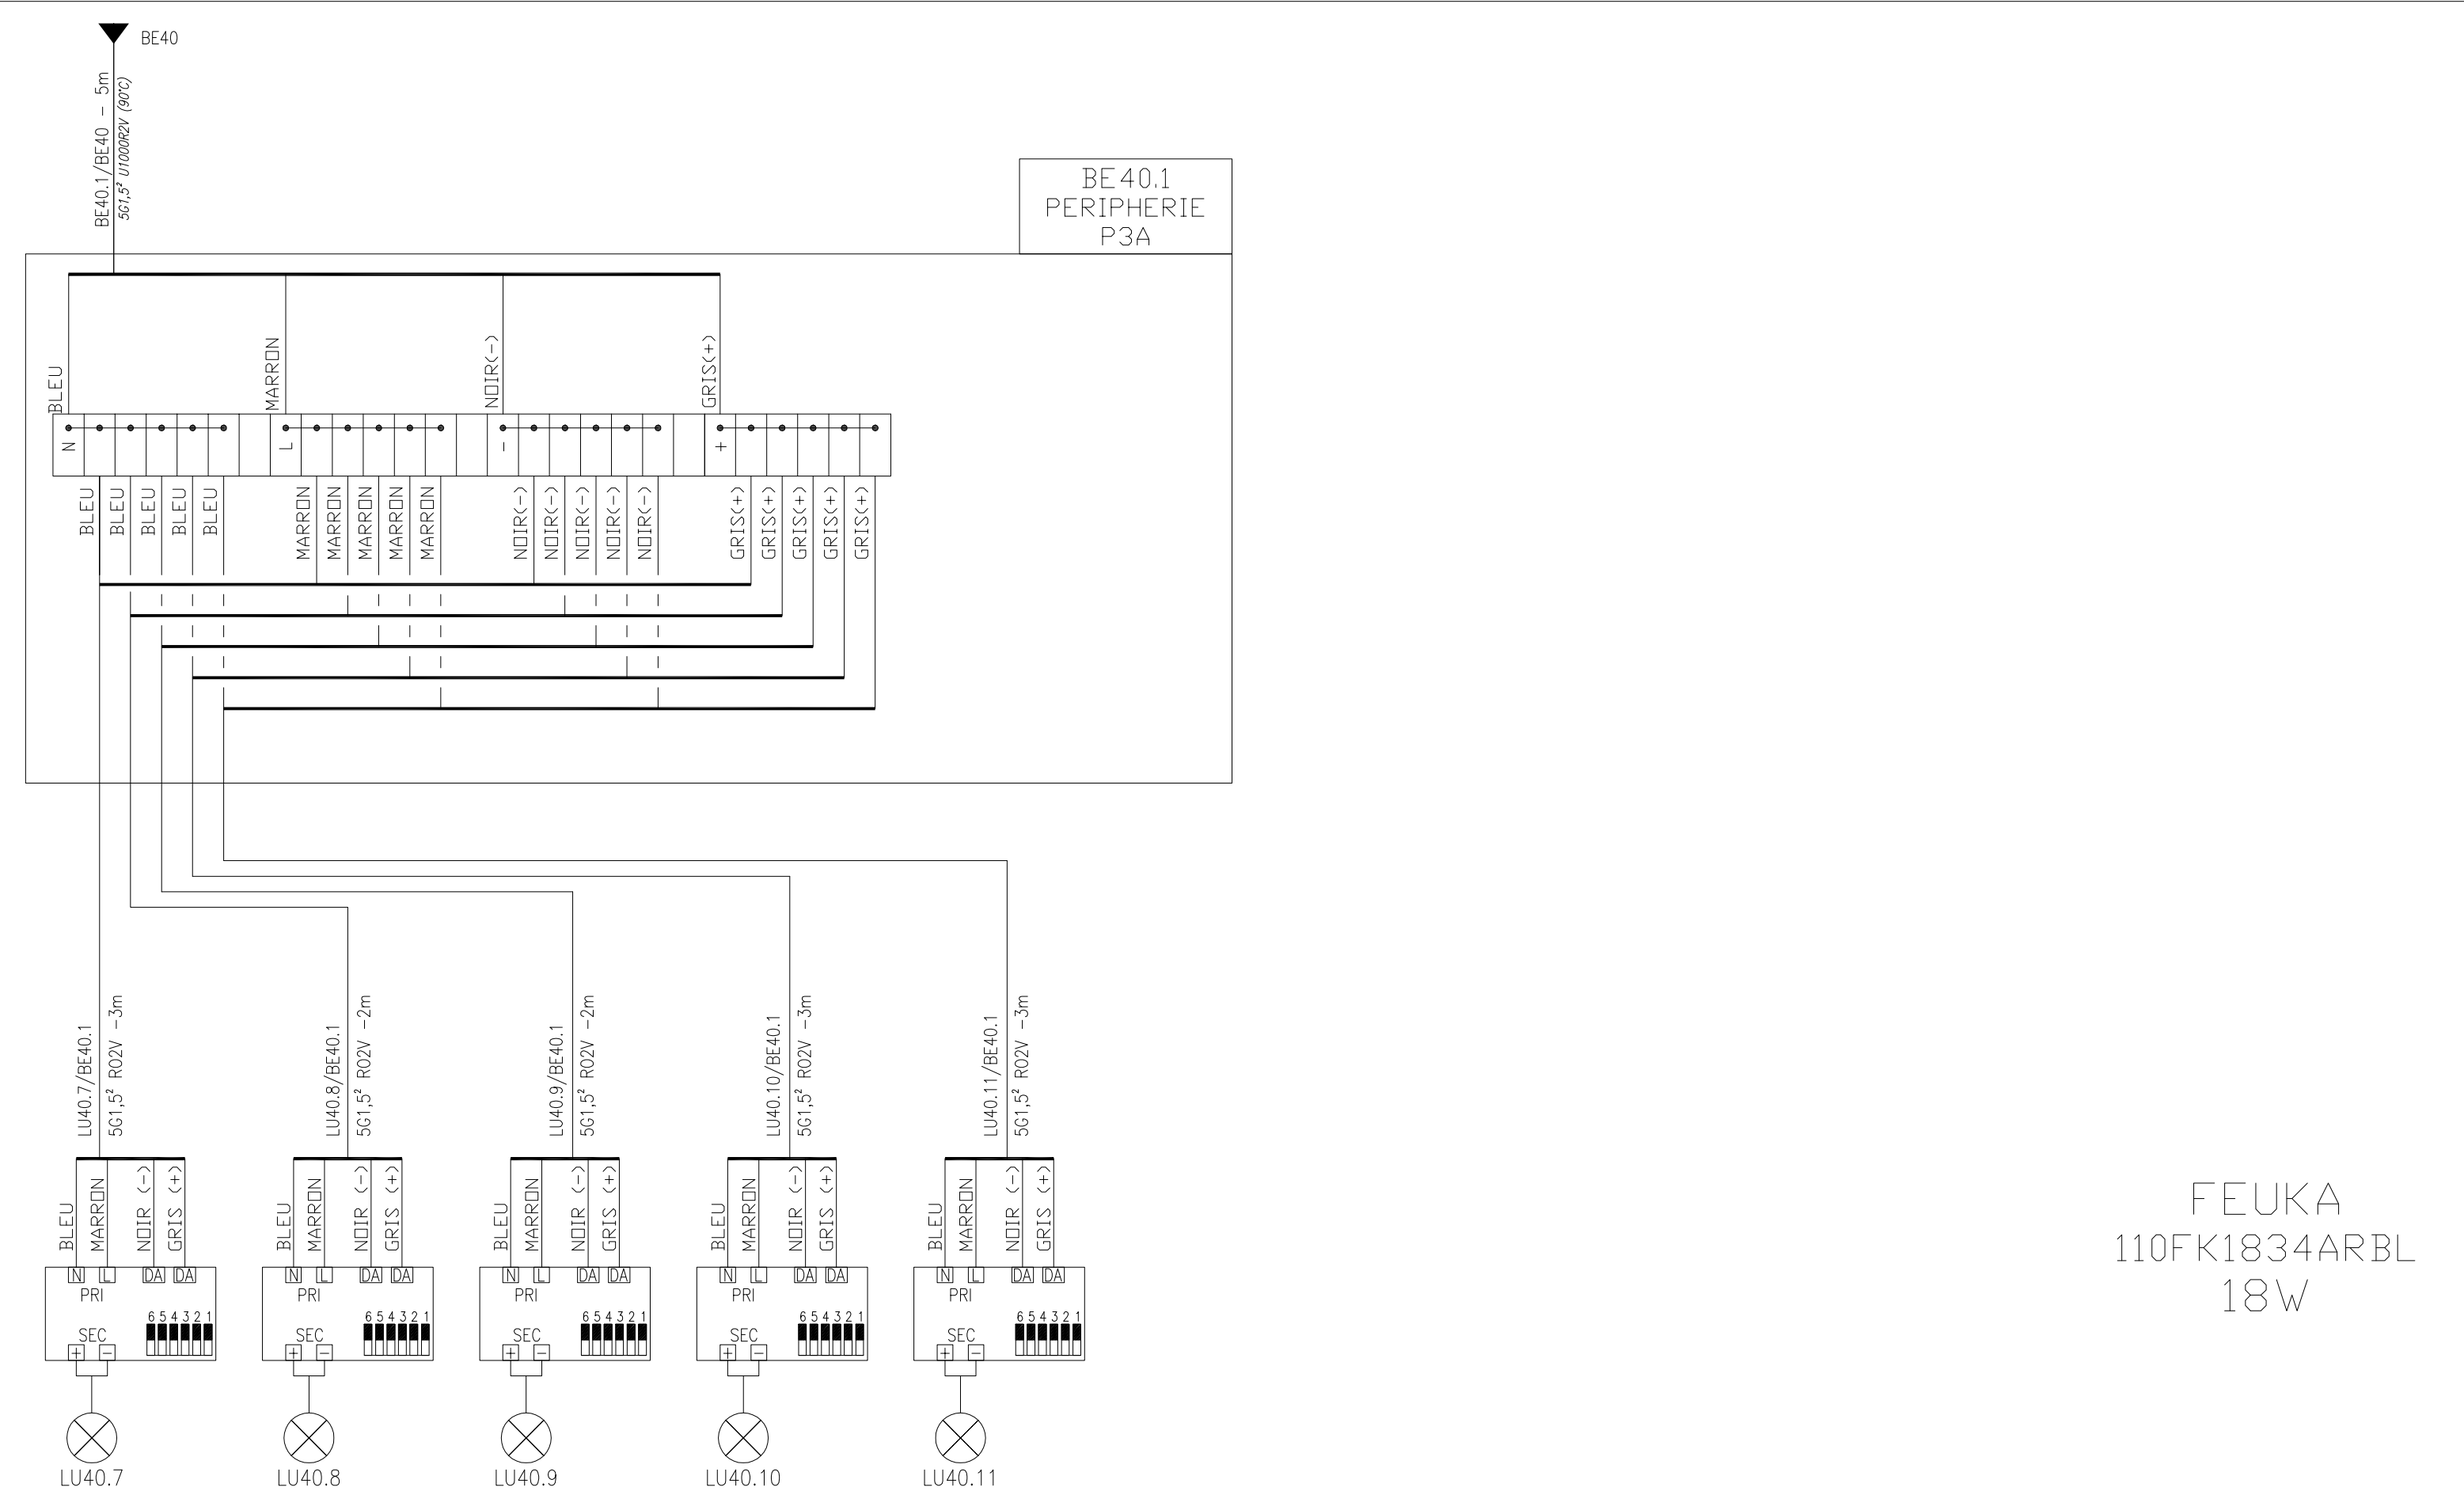 BE40
BE40.1/BE40 - 5m
5G1,5² U1000R2V (90°C)
BE40.1
PERIPHERIE
P3A
BLEU
MARRON
NOIR(-)
GRIS(+)
N
L
-
+
BLEU
BLEU
BLEU
BLEU
BLEU
MARRON
MARRON
MARRON
MARRON
MARRON
NOIR(-)
NOIR(-)
NOIR(-)
NOIR(-)
NOIR(-)
GRIS(+)
GRIS(+)
GRIS(+)
GRIS(+)
GRIS(+)
LU40.7/BE40.1
5G1,5² RO2V -3m
LU40.8/BE40.1
5G1,5² RO2V -2m
LU40.9/BE40.1
5G1,5² RO2V -2m
LU40.10/BE40.1
5G1,5² RO2V -3m
LU40.11/BE40.1
5G1,5² RO2V -3m
BLEU
MARRON
NOIR (-)
GRIS (+)
N L DA DA
PRI
6 5 4 3 2 1
SEC
+ -
LU40.7
BLEU
MARRON
NOIR (-)
GRIS (+)
N L DA DA
PRI
6 5 4 3 2 1
SEC
+ -
LU40.8
BLEU
MARRON
NOIR (-)
GRIS (+)
N L DA DA
PRI
6 5 4 3 2 1
SEC
+ -
LU40.9
BLEU
MARRON
NOIR (-)
GRIS (+)
N L DA DA
PRI
6 5 4 3 2 1
SEC
+ -
LU40.10
BLEU
MARRON
NOIR (-)
GRIS (+)
N L DA DA
PRI
6 5 4 3 2 1
SEC
+ -
LU40.11
FEUKA
110FK1834ARBL
18W